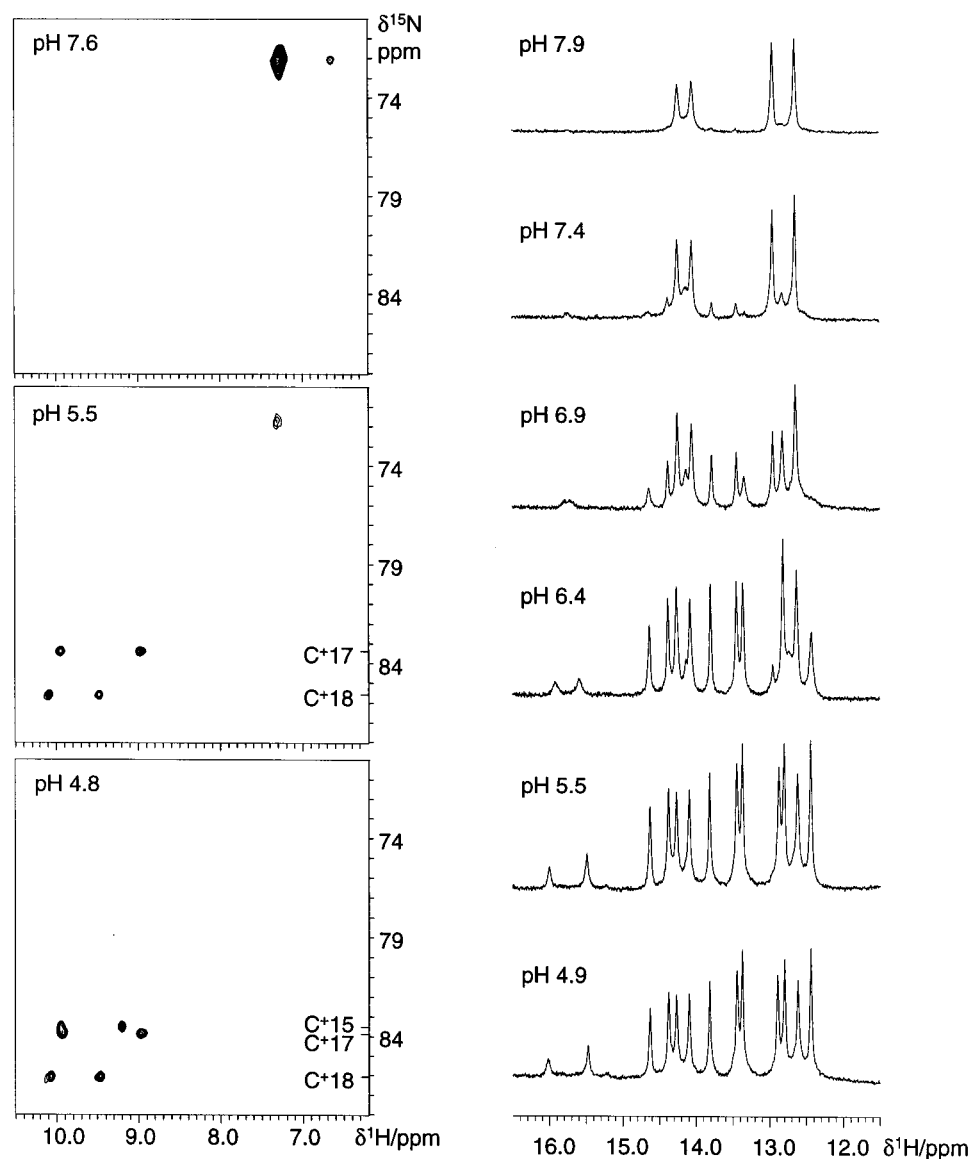 δ¹⁵N
ppm
pH 7.6
74
79
84
pH 5.5
74
79
84
C⁺17
C⁺18
pH 4.8
74
79
84
C⁺15
C⁺17
C⁺18
10.0 9.0 8.0 7.0 δ¹H/ppm
pH 7.9
pH 7.4
pH 6.9
pH 6.4
pH 5.5
pH 4.9
16.0 15.0 14.0 13.0 12.0 δ¹H/ppm